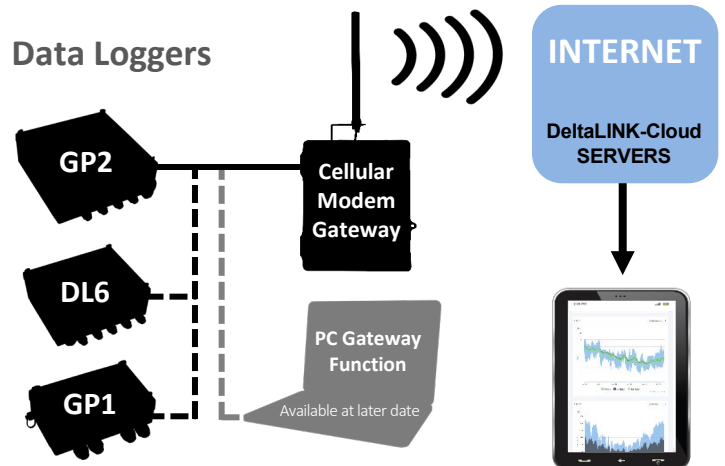 Data Loggers
GP2
DL6
GP1
Cellular
Modem
Gateway
PC Gateway
Function
Available at later date
INTERNET
DeltaLINK-Cloud
SERVERS